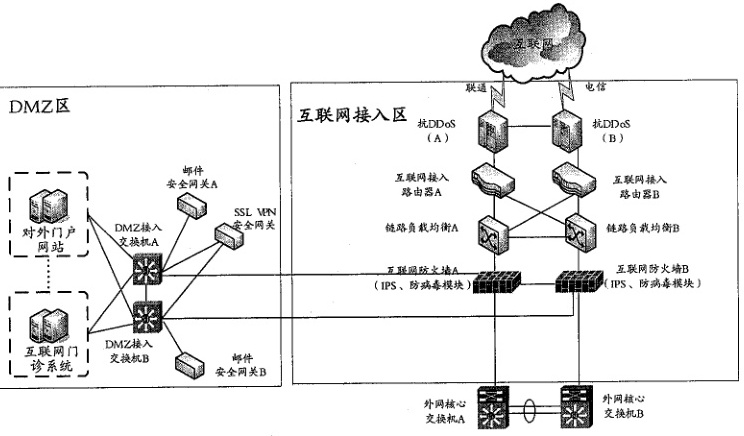 互联网
联通
电信
DMZ区
互联网接入区
抗DDoS
（A）
抗DDoS
（B）
邮件
安全网关A
互联网接入
路由器A
互联网接入
路由器B
SSL VPN
安全网关
对外门户
网站
DMZ接入
交换机A
链路负载均衡A
链路负载均衡B
互联网防火墙A
（IPS、防病毒模块）
互联网防火墙B
（IPS、防病毒模块）
互联网门
诊系统
DMZ接入
交换机B
邮件
安全网关B
外网核心
交换机A
外网核心
交换机B